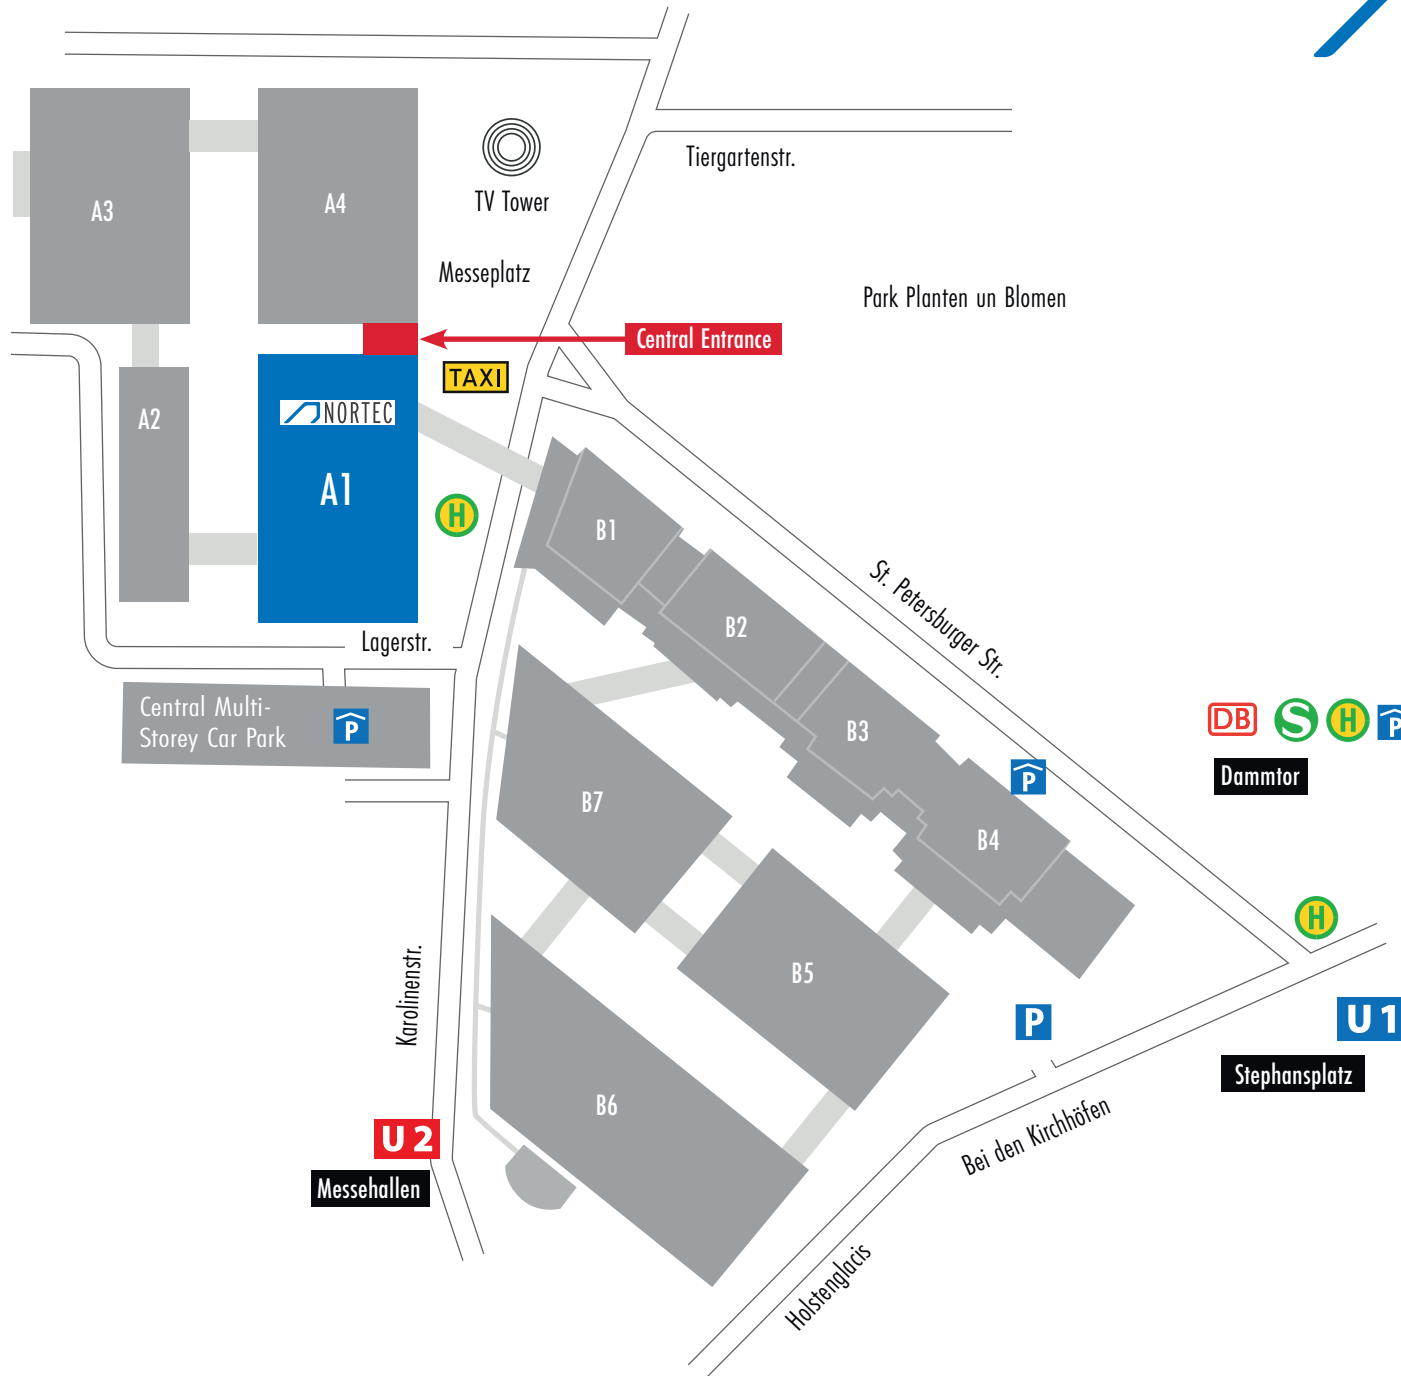 Tiergartenstr.
A3
A4
TV Tower
Messeplatz
Park Planten un Blomen
Central Entrance
TAXI
A2
NORTEC
A1
H
B1
St. Petersburger Str.
B2
Lagerstr.
Central Multi-
Storey Car Park
P
B3
DB
S
H
P
Dammtor
P
B7
B4
H
Karolinenstr.
B5
P
U1
Stephansplatz
B6
U2
Bei den Kirchhöfen
Messehallen
Holstenglacis